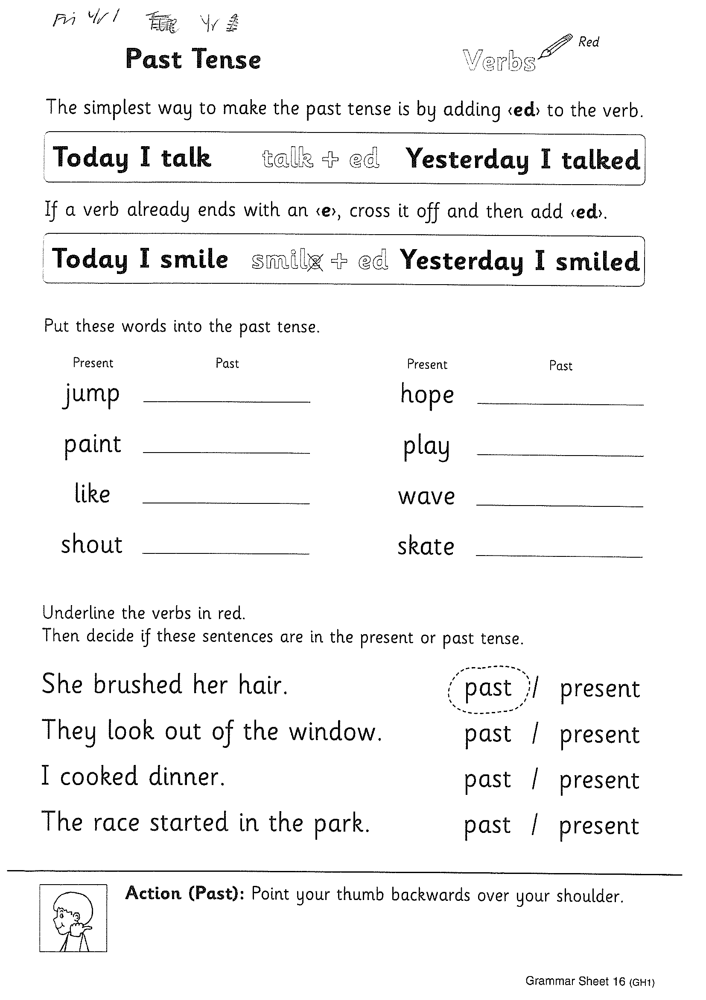 Fri Yr 1 Yr
Past Tense
Verbs
Red
The simplest way to make the past tense is by adding ‹ed› to the verb.
Today I talk talk + ed Yesterday I talked
If a verb already ends with an ‹e›, cross it off and then add ‹ed›.
Today I smile smile + ed Yesterday I smiled
Put these words into the past tense.
Present Past Present Past
jump hope
paint play
like wave
shout skate
Underline the verbs in red.
Then decide if these sentences are in the present or past tense.
She brushed her hair. past / present
They look out of the window. past / present
I cooked dinner. past / present
The race started in the park. past / present
Action (Past): Point your thumb backwards over your shoulder.
Grammar Sheet 16 (GH1)